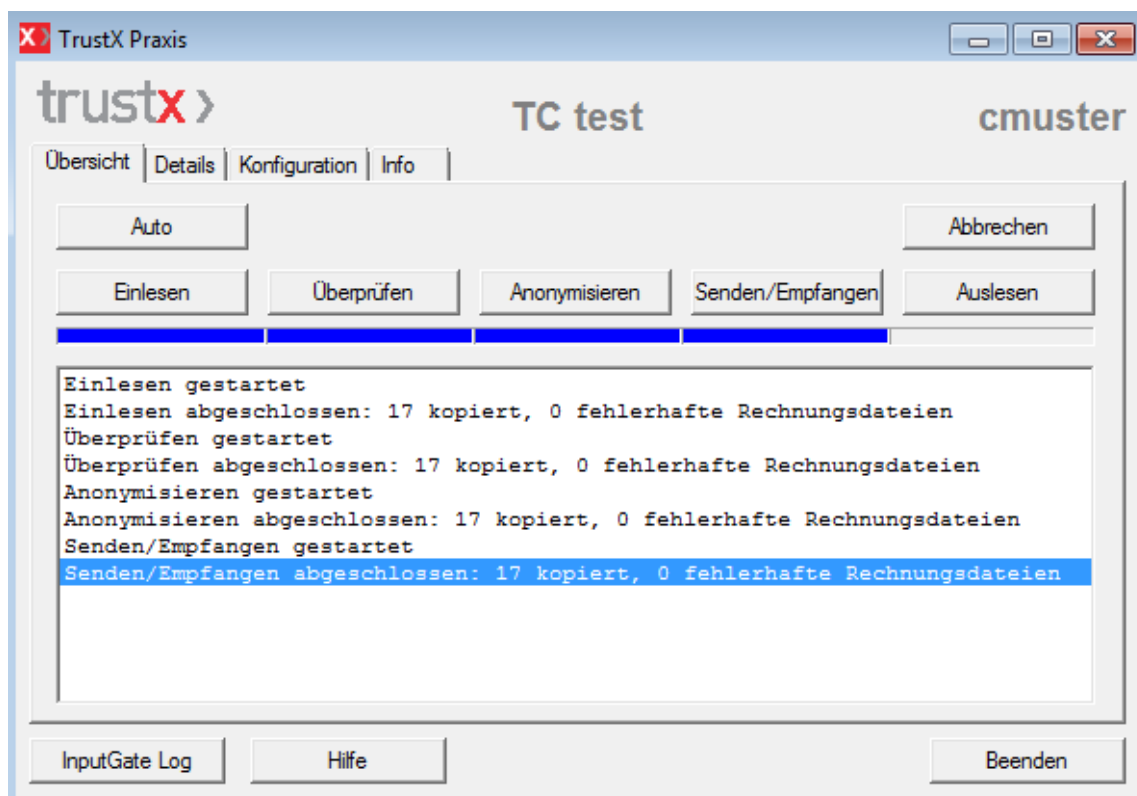 TrustX Praxis
trustx
TC test
cmuster
Übersicht Details Konfiguration Info
Auto Abbrechen
Einlesen Überprüfen Anonymisieren Senden/Empfangen Auslesen
Einlesen gestartet
Einlesen abgeschlossen: 17 kopiert, 0 fehlerhafte Rechnungsdateien
Überprüfen gestartet
Überprüfen abgeschlossen: 17 kopiert, 0 fehlerhafte Rechnungsdateien
Anonymisieren gestartet
Anonymisieren abgeschlossen: 17 kopiert, 0 fehlerhafte Rechnungsdateien
Senden/Empfangen gestartet
Senden/Empfangen abgeschlossen: 17 kopiert, 0 fehlerhafte Rechnungsdateien
InputGate Log Hilfe Beenden